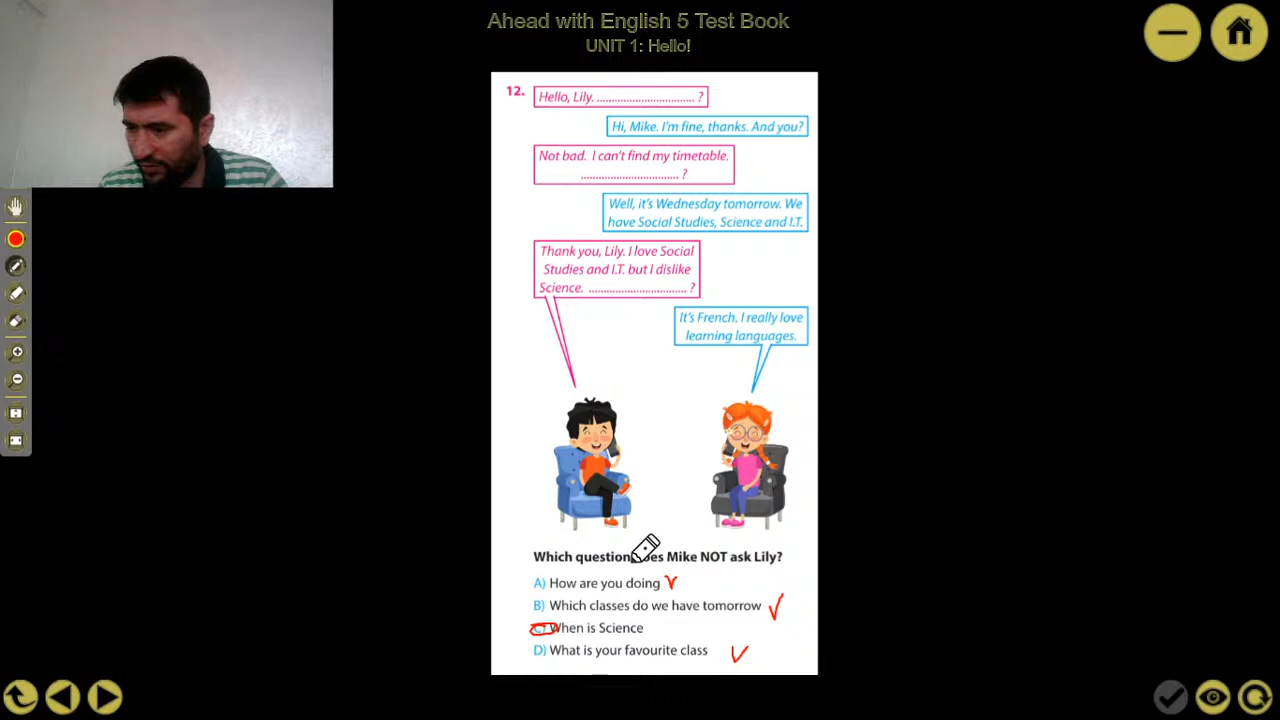 Ahead with English 5 Test Book
UNIT 1: Hello!
12.
Hello, Lily. .................................. ?
Hi, Mike. I'm fine, thanks. And you?
Not bad. I can't find my timetable.
.................................. ?
Well, it's Wednesday tomorrow. We
have Social Studies, Science and I.T.
Thank you, Lily. I love Social
Studies and I.T. but I dislike
Science. .................................. ?
It's French. I really love
learning languages.
Which question does Mike NOT ask Lily?
A) How are you doing
B) Which classes do we have tomorrow
C) When is Science
D) What is your favourite class